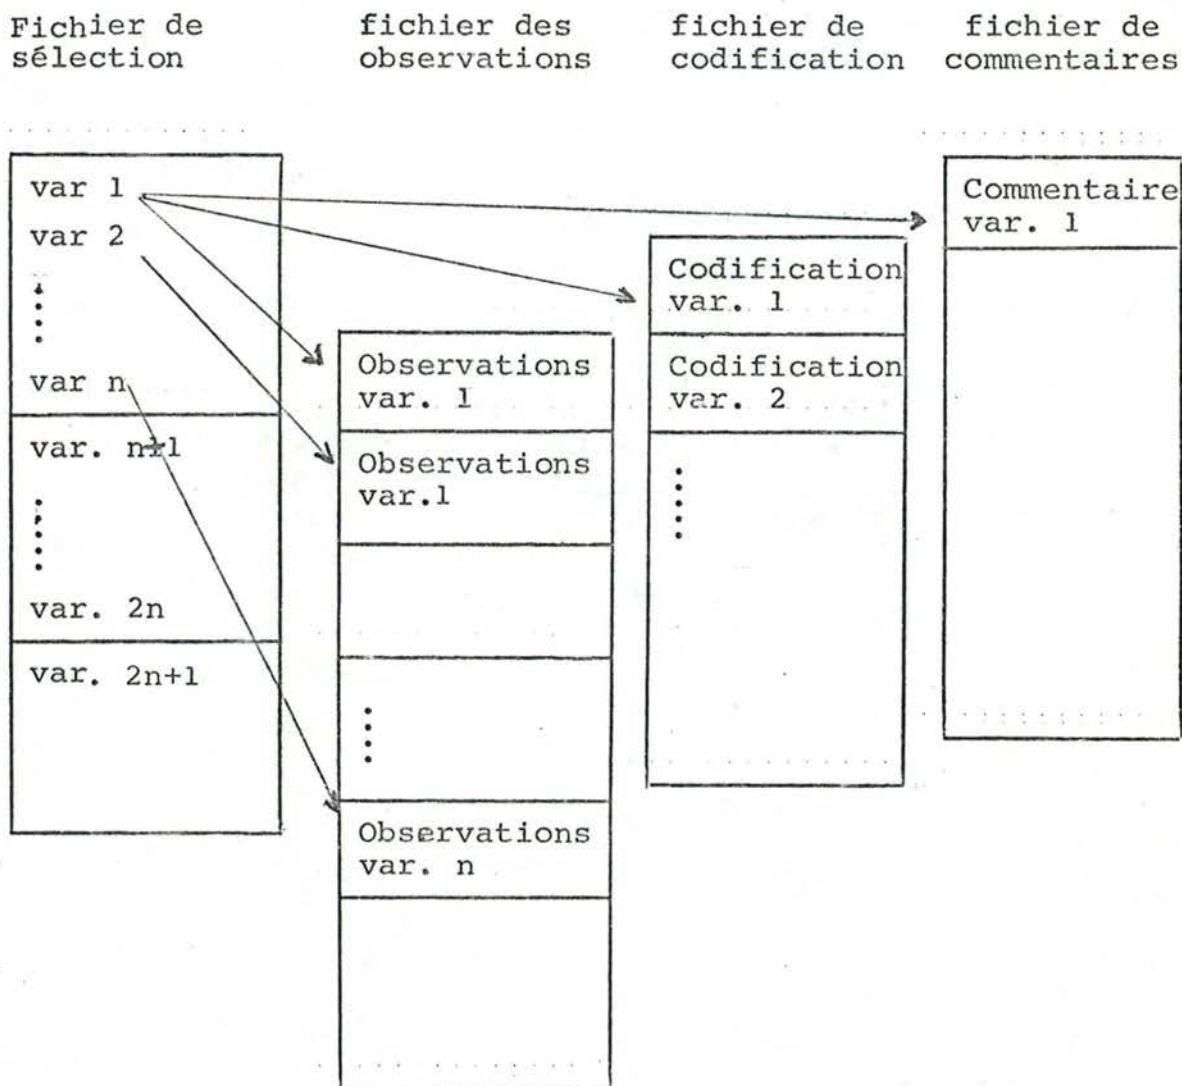 Fichier de
sélection
fichier des
observations
fichier de
codification
fichier de
commentaires
var 1
var 2
var n
var. n+1
var. 2n
var. 2n+1
Observations
var. 1
Observations
var.1
Observations
var. n
Codification
var. 1
Codification
var. 2
Commentaire
var. 1